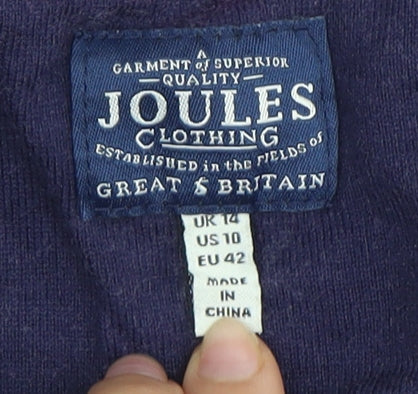 A
GARMENT of SUPERIOR
QUALITY
JOULES
CLOTHING
ESTABLISHED in the FIELDS of
GREAT & BRITAIN
UK 14
US 10
EU 42
MADE
IN
CHINA